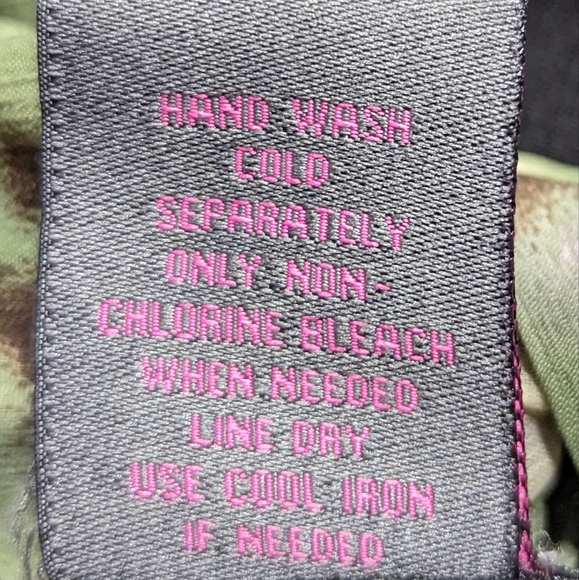 HAND WASH
COLD
SEPARATELY
ONLY NON-
CHLORINE BLEACH
WHEN NEEDED
LINE DRY
USE COOL IRON
IF NEEDED